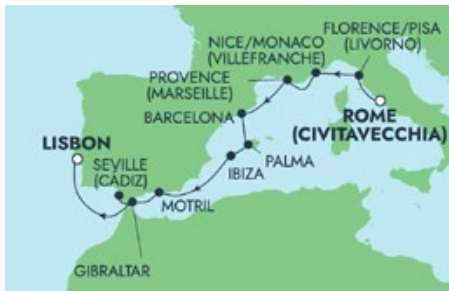 FLORENCE/PISA
(LIVORNO)
NICE/MONACO
(VILLEFRANCHE)
PROVENCE
(MARSEILLE)
ROME
(CIVITAVECCHIA)
BARCELONA
LISBON
SEVILLE
(CADIZ)
PALMA
IBIZA
MOTRIL
GIBRALTAR